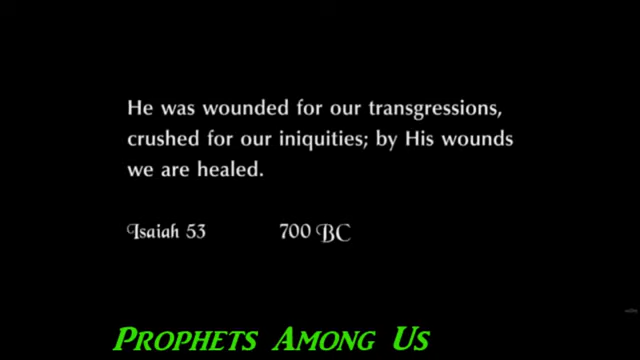 He was wounded for our transgressions,
crushed for our iniquities; by His wounds
we are healed.
Isaiah 53 700 BC
PROPHETS AMONG US